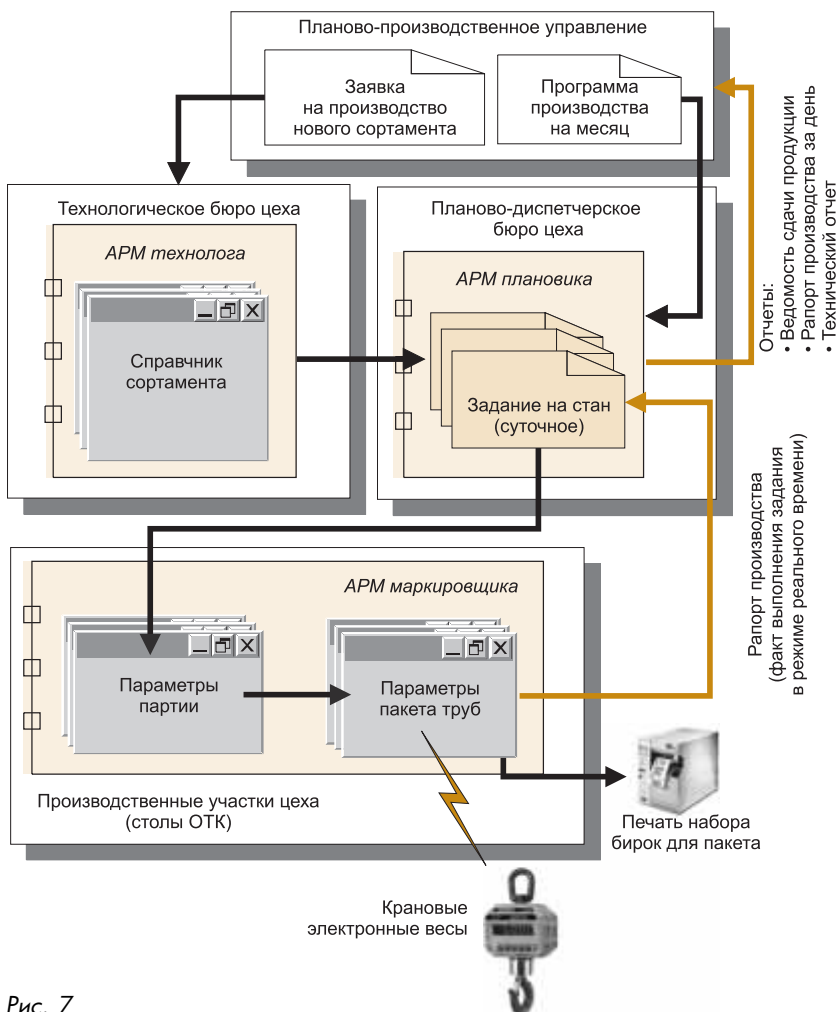 Планово-производственное управление
Заявка
на производство
нового сортамента
Программа
производства
на месяц
Отчеты:
• Ведомость сдачи продукции
• Рапорт производства за день
• Технический отчет
Технологическое бюро цеха
АРМ технолога
Справчник
сортамента
Планово-диспетчерское
бюро цеха
АРМ плановика
Задание на стан
(суточное)
Рапорт производства
(факт выполнения задания
в режиме реального времени)
АРМ маркировщика
Параметры
партии
Параметры
пакета труб
Производственные участки цеха
(столы ОТК)
Печать набора
бирок для пакета
Крановые
электронные весы
Рис. 7